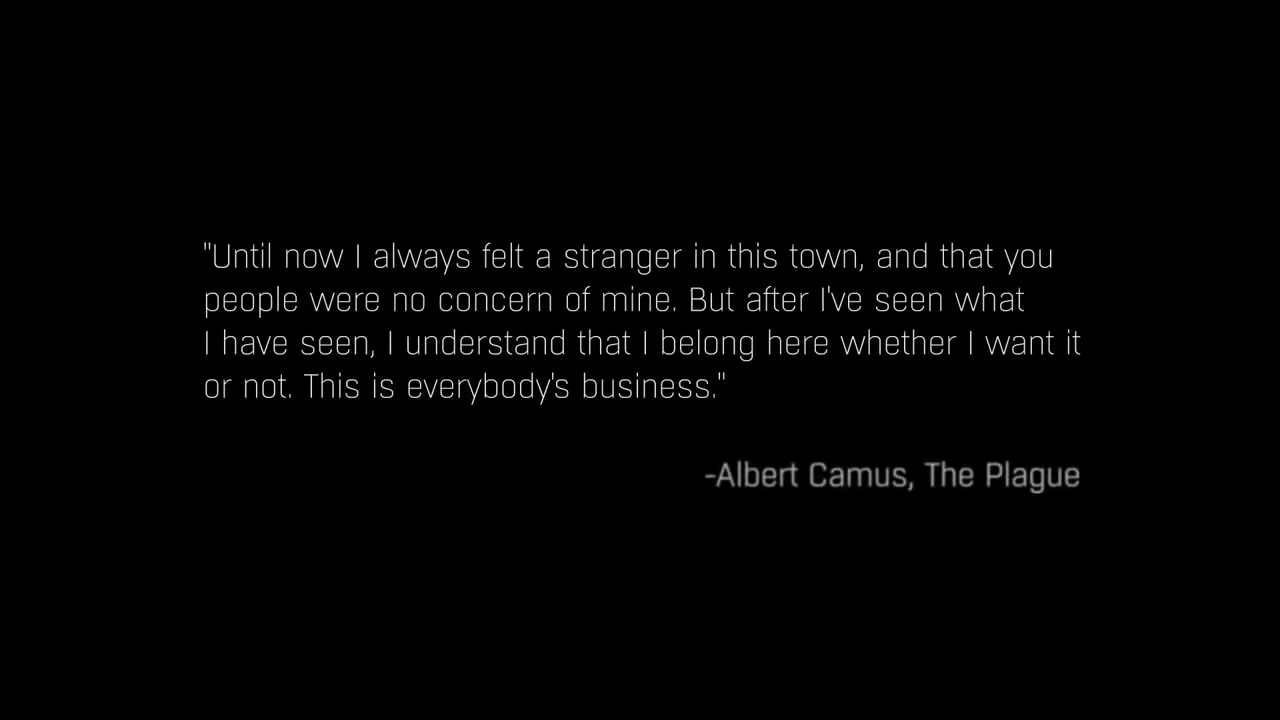 "Until now I always felt a stranger in this town, and that you
people were no concern of mine. But after I've seen what
I have seen, I understand that I belong here whether I want it
or not. This is everybody's business."
-Albert Camus, The Plague